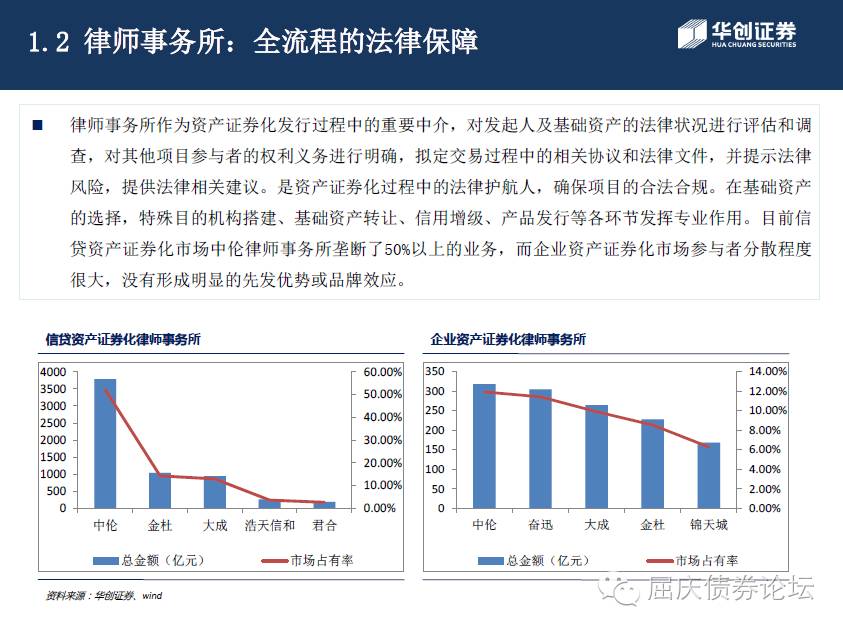 1.2 律师事务所：全流程的法律保障
华创证券
HUA CHUANG SECURITIES
律师事务所作为资产证券化发行过程中的重要中介，对发起人及基础资产的法律状况进行评估和调
查，对其他项目参与者的权利义务进行明确，拟定交易过程中的相关协议和法律文件，并提示法律
风险，提供法律相关建议。是资产证券化过程中的法律护航人，确保项目的合法合规。在基础资产
的选择，特殊目的机构搭建、基础资产转让、信用增级、产品发行等各环节发挥专业作用。目前信
贷资产证券化市场中伦律师事务所垄断了50%以上的业务，而企业资产证券化市场参与者分散程度
很大，没有形成明显的先发优势或品牌效应。
信贷资产证券化律师事务所
4000 60.00%
3500 50.00%
3000
2500 40.00%
2000 30.00%
1500 20.00%
1000
500 10.00%
0 0.00%
中伦 金杜 大成 浩天信和 君合
总金额（亿元） 市场占有率
企业资产证券化律师事务所
350 14.00%
300 12.00%
250 10.00%
200 8.00%
150 6.00%
100 4.00%
50 2.00%
0 0.00%
中伦 奋迅 大成 金杜 锦天城
总金额（亿元） 市场占有率
资料来源：华创证券、wind
屈庆债券论坛